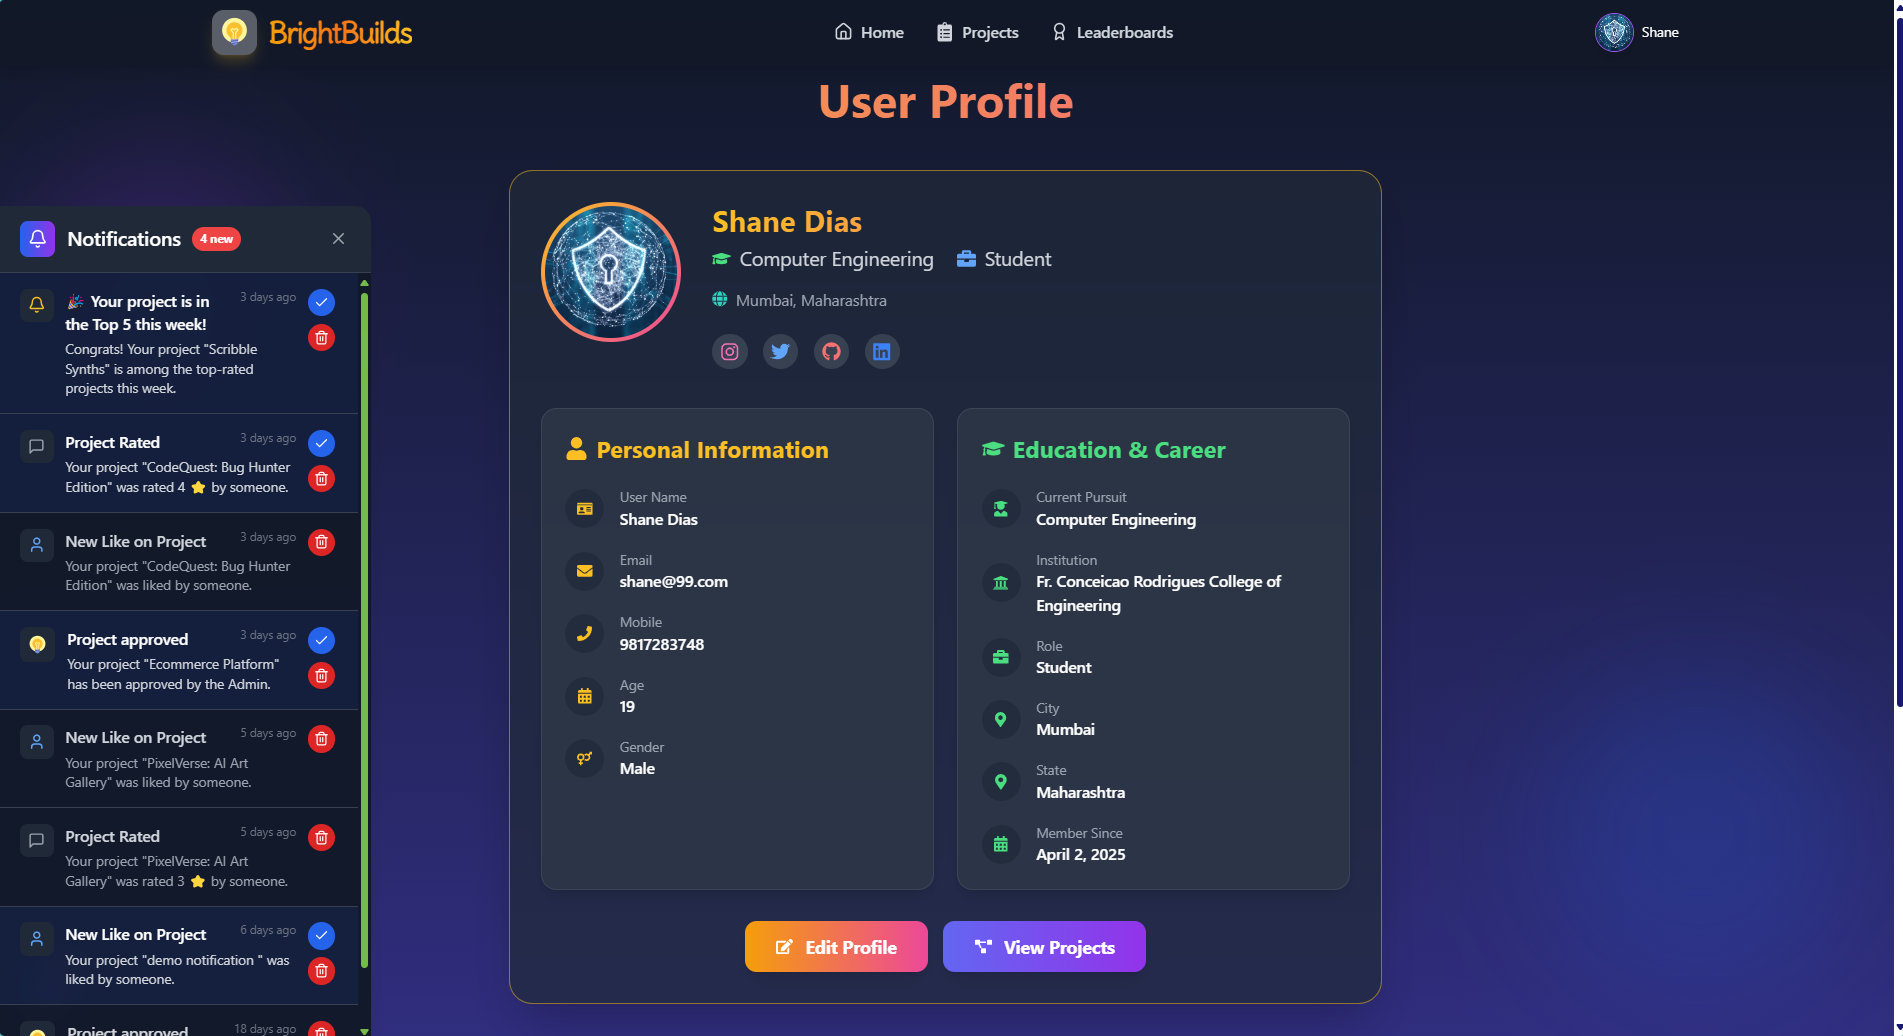 BrightBuilds
Home
Projects
Leaderboards
Shane
User Profile
Notifications
4 new
🎉 Your project is in
the Top 5 this week!
3 days ago
Congrats! Your project "Scribble
Synths" is among the top-rated
projects this week.
Project Rated
3 days ago
Your project "CodeQuest: Bug Hunter
Edition" was rated 4 ⭐ by someone.
New Like on Project
3 days ago
Your project "CodeQuest: Bug Hunter
Edition" was liked by someone.
Project approved
3 days ago
Your project "Ecommerce Platform"
has been approved by the Admin.
New Like on Project
5 days ago
Your project "PixelVerse: AI Art
Gallery" was liked by someone.
Project Rated
5 days ago
Your project "PixelVerse: AI Art
Gallery" was rated 3 ⭐ by someone.
New Like on Project
6 days ago
Your project "demo notification " was
liked by someone.
Project approved
18 days ago
Shane Dias
Computer Engineering
Student
Mumbai, Maharashtra
Personal Information
User Name
Shane Dias
Email
shane@99.com
Mobile
9817283748
Age
19
Gender
Male
Education & Career
Current Pursuit
Computer Engineering
Institution
Fr. Conceicao Rodrigues College of
Engineering
Role
Student
City
Mumbai
State
Maharashtra
Member Since
April 2, 2025
Edit Profile
View Projects